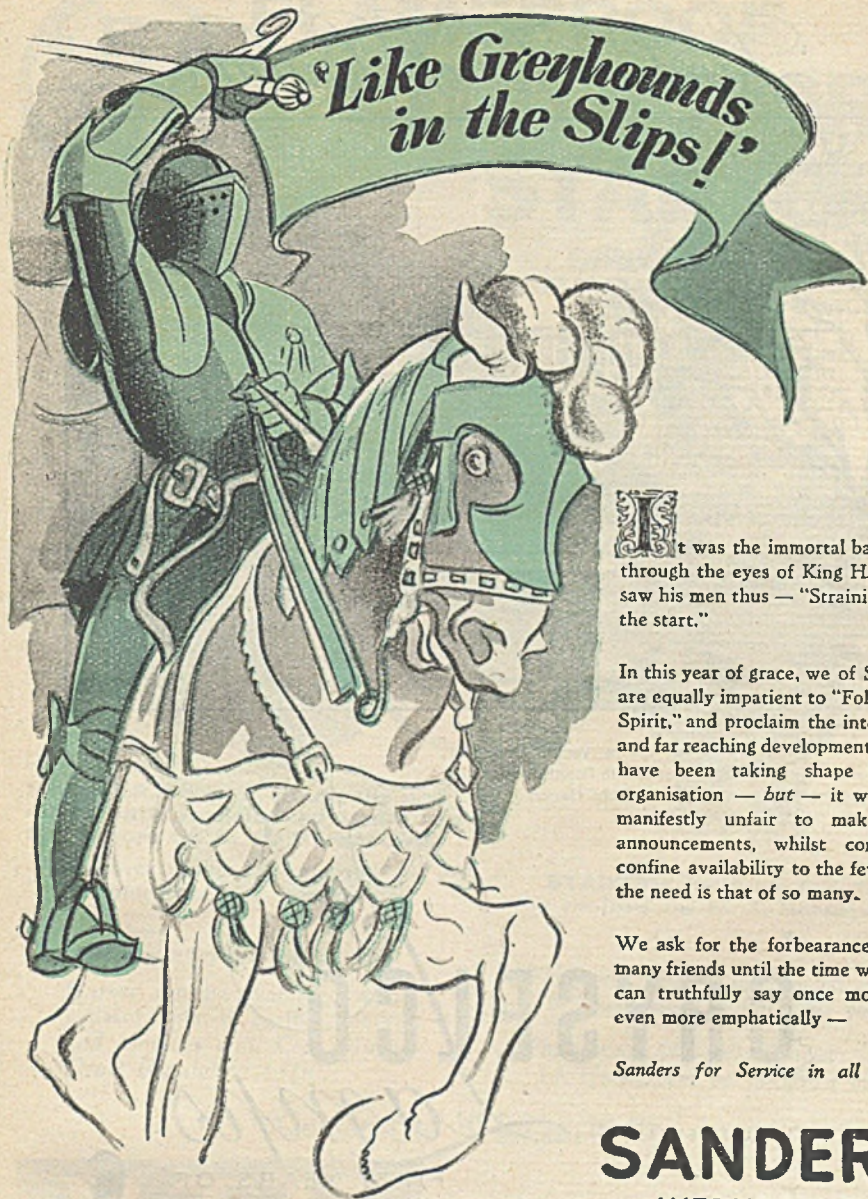 'Like Greyhounds
in the Slips!'
It was the immortal ba
through the eyes of King H
saw his men thus — "Straini
the start."
In this year of grace, we of S
are equally impatient to "Fol
Spirit," and proclaim the inte
and far reaching development
have been taking shape
organisation — but — it w
manifestly unfair to mak
announcements, whilst con
confine availability to the fe
the need is that of so many.
We ask for the forbearance
many friends until the time w
can truthfully say once mo
even more emphatically —
Sanders for Service in all
SANDER